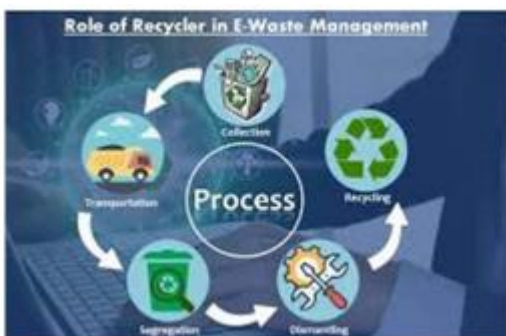 Role of Recycler in E-Waste Management
Collection
Transportation
Process
Recycling
Segregation
Dismantling